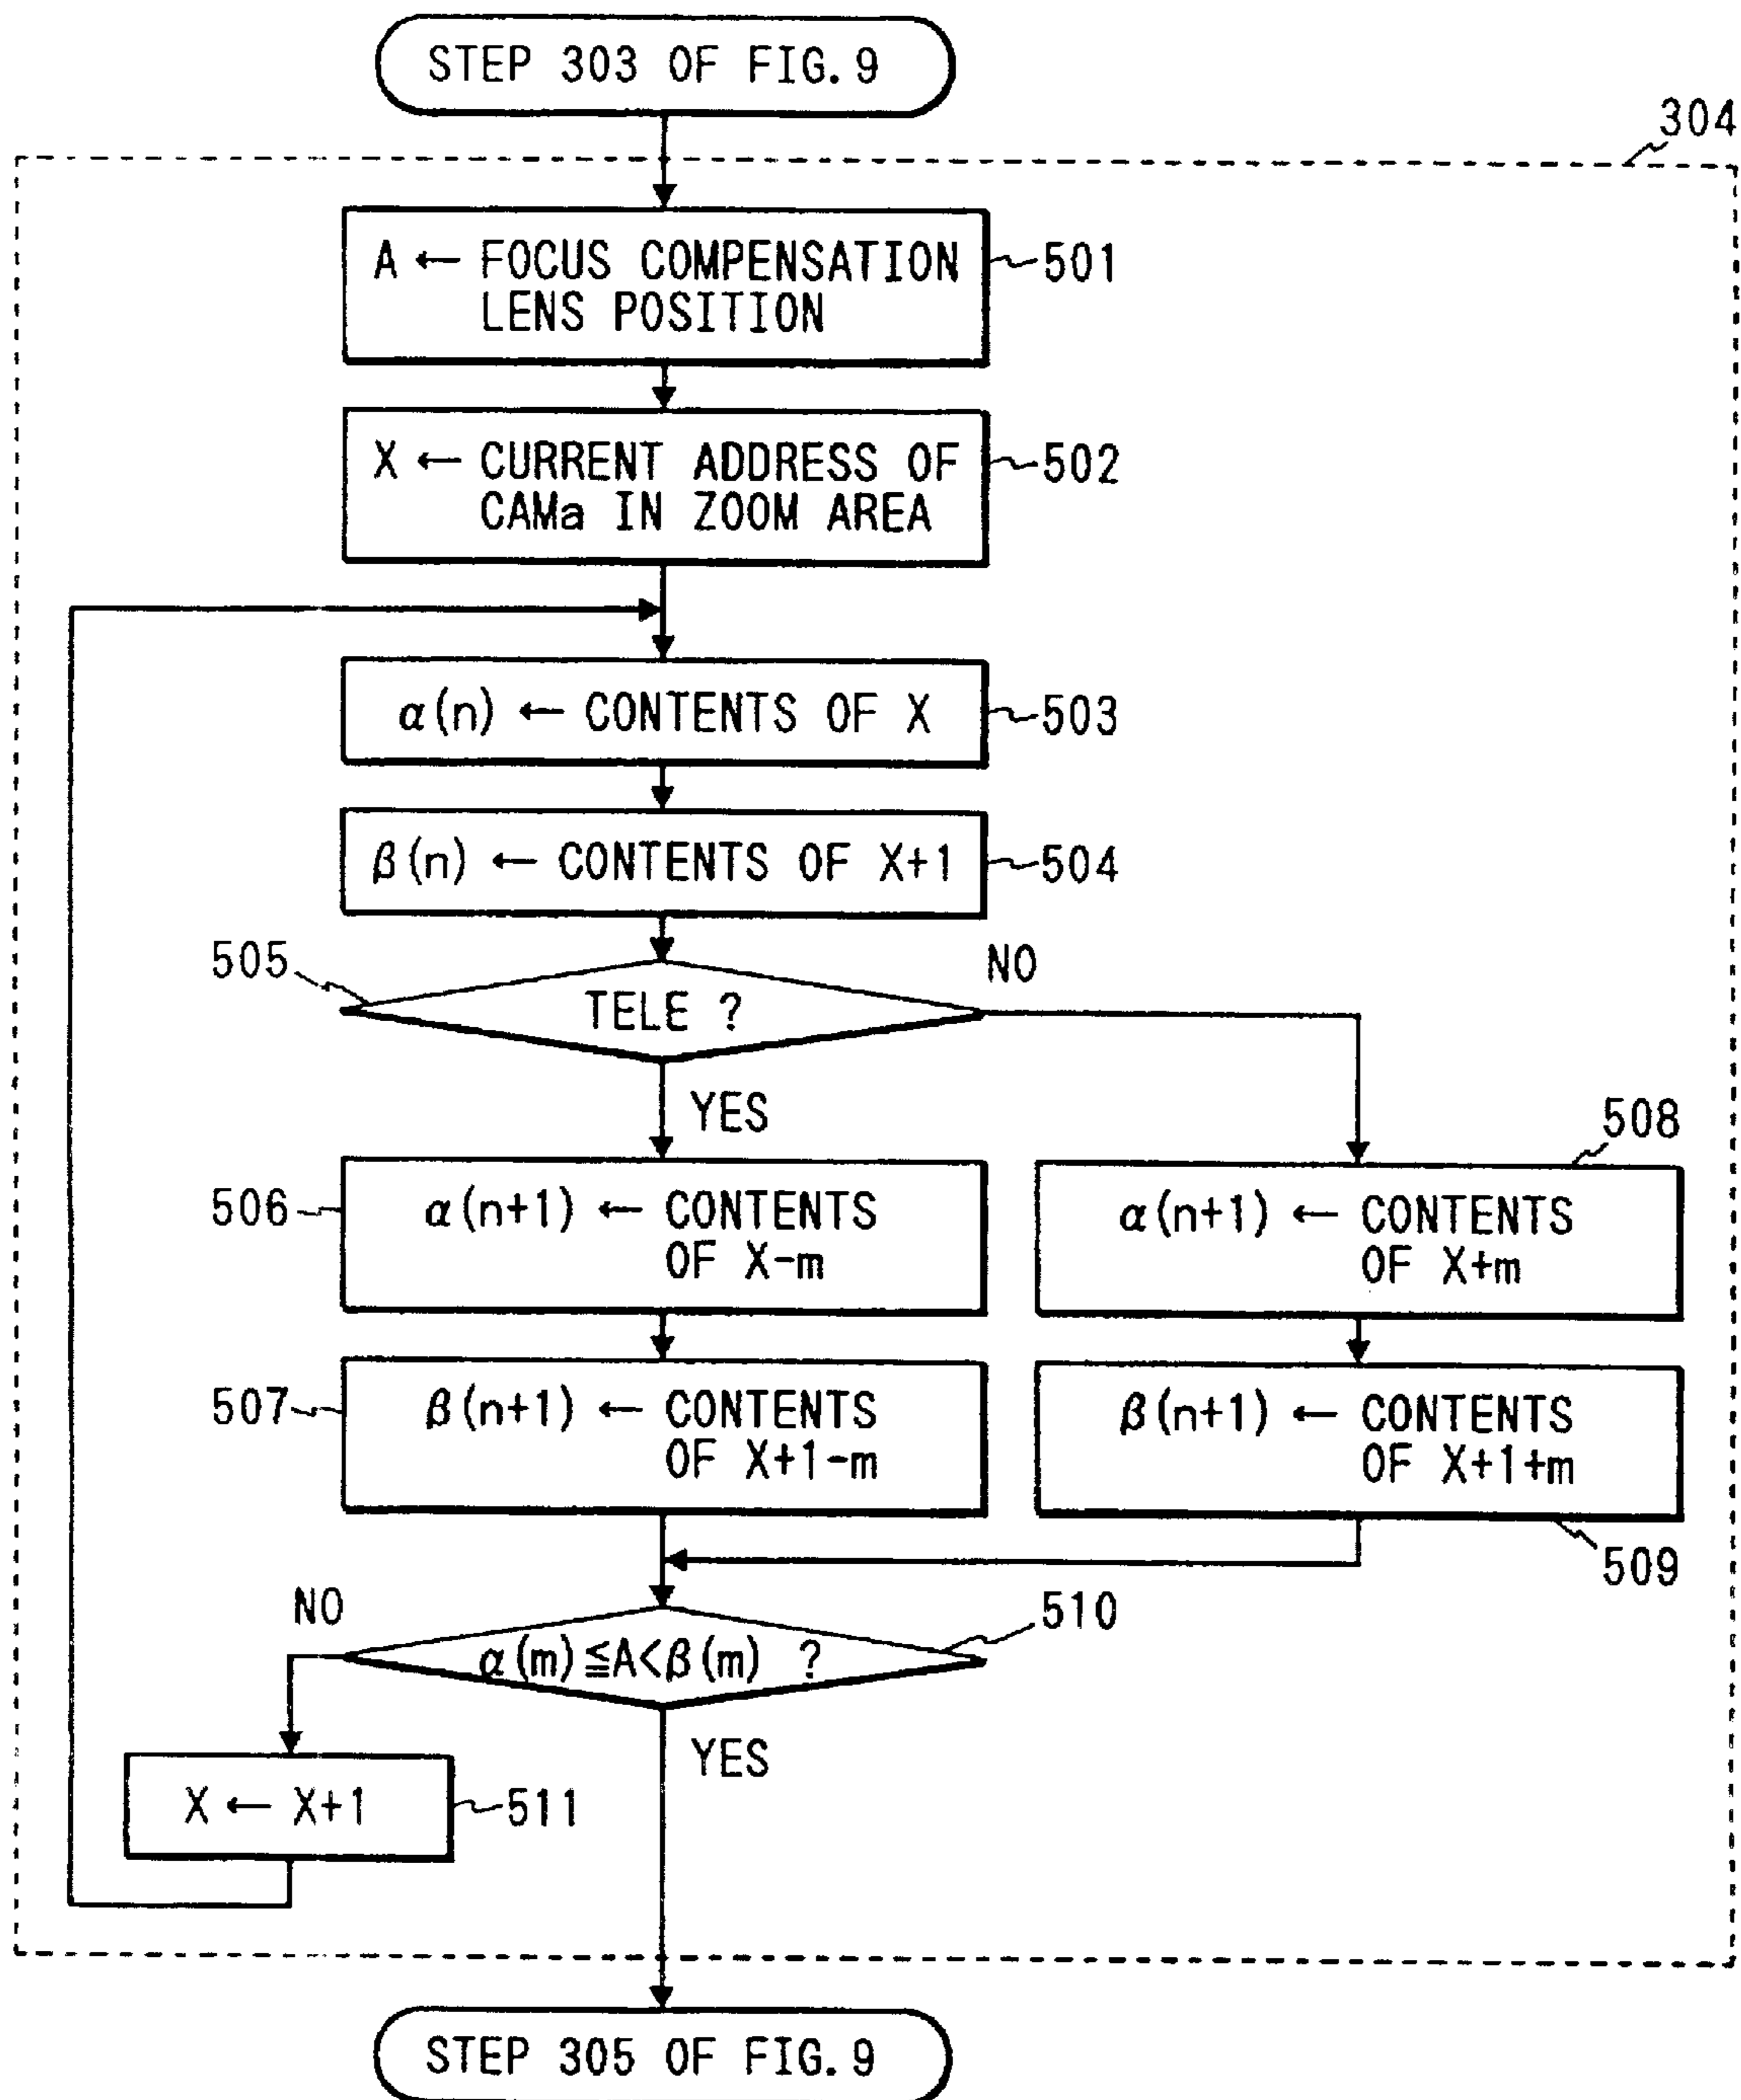 STEP 303 OF FIG. 9
304
A ← FOCUS COMPENSATION
LENS POSITION
501
X ← CURRENT ADDRESS OF
CAMa IN ZOOM AREA
502
α(n) ← CONTENTS OF X
503
β(n) ← CONTENTS OF X+1
504
505
TELE ?
NO
YES
506
α(n+1) ← CONTENTS
OF X-m
508
α(n+1) ← CONTENTS
OF X+m
507
β(n+1) ← CONTENTS
OF X+1-m
β(n+1) ← CONTENTS
OF X+1+m
509
NO
α(m)≦A<β(m) ?
510
YES
X ← X+1
511
STEP 305 OF FIG. 9